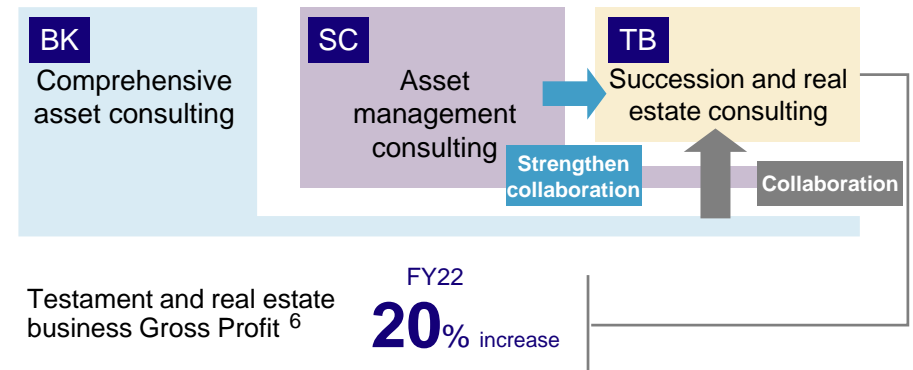 BK
Comprehensive
asset consulting
SC
Asset
management
consulting
TB
Succession and real
estate consulting
Strengthen
collaboration
Collaboration
Testament and real estate
business Gross Profit 6
FY22
20% increase